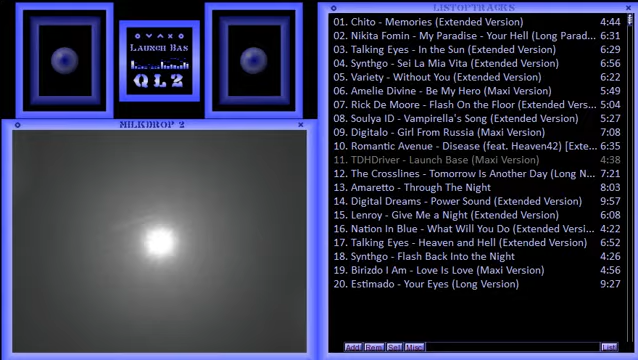 LAUNCH BAS
QL2
MILKDROP 2
LISTOFTRACKS
01. Chito - Memories (Extended Version) 4:44
02. Nikita Fomin - My Paradise - Your Hell (Long Parad... 6:31
03. Talking Eyes - In the Sun (Extended Version) 6:29
04. Synthgo - Sei La Mia Vita (Extended Version) 6:56
05. Variety - Without You (Extended Version) 6:22
06. Amelie Divine - Be My Hero (Maxi Version) 5:49
07. Rick De Moore - Flash On the Floor (Extended Vers... 5:04
08. Soulya ID - Vampirella's Song (Extended Version) 5:27
09. Digitalo - Girl From Russia (Maxi Version) 7:08
10. Romantic Avenue - Disease (feat. Heaven42) [Exte... 6:35
11. TDHDriver - Launch Base (Maxi Version) 4:38
12. The Crosslines - Tomorrow Is Another Day (Long N... 7:21
13. Amaretto - Through The Night 8:03
14. Digital Dreams - Power Sound (Extended Version) 9:57
15. Lenroy - Give Me a Night (Extended Version) 6:08
16. Nation In Blue - What Will You Do (Extended Versi... 4:22
17. Talking Eyes - Heaven and Hell (Extended Version) 6:52
18. Synthgo - Flash Back Into the Night 4:26
19. Birizdo I Am - Love Is Love (Maxi Version) 4:56
20. Estimado - Your Eyes (Long Version) 9:27
Add Rem Sel Misc List